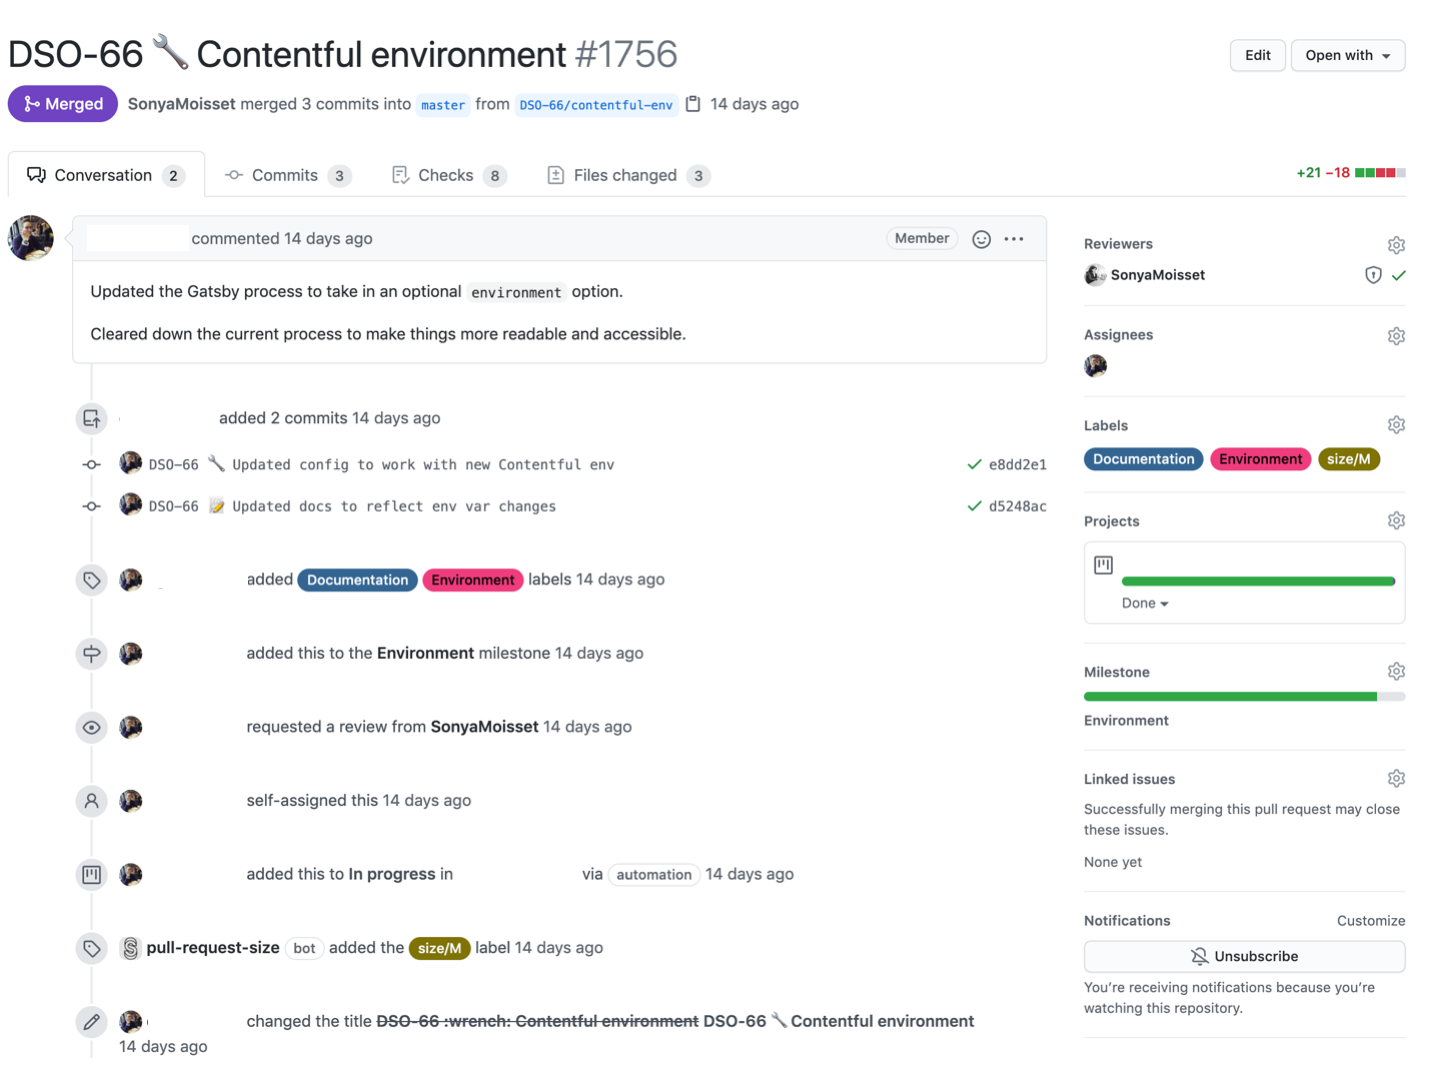 DSO-66 🔧 Contentful environment #1756
Edit
Open with
Merged
SonyaMoisset merged 3 commits into master from DSO-66/contentful-env 14 days ago
Conversation 2
Commits 3
Checks 8
Files changed 3
+21 −18
commented 14 days ago
Member
Updated the Gatsby process to take in an optional environment option.
Cleared down the current process to make things more readable and accessible.
added 2 commits 14 days ago
DSO-66 🔧 Updated config to work with new Contentful env
e8dd2e1
DSO-66 📝 Updated docs to reflect env var changes
d5248ac
added Documentation Environment labels 14 days ago
added this to the Environment milestone 14 days ago
requested a review from SonyaMoisset 14 days ago
self-assigned this 14 days ago
added this to In progress in via automation 14 days ago
pull-request-size bot added the size/M label 14 days ago
changed the title DSO-66 :wrench: Contentful environment DSO-66 🔧 Contentful environment
14 days ago
Reviewers
SonyaMoisset
Assignees
Labels
Documentation Environment size/M
Projects
Done
Milestone
Environment
Linked issues
Successfully merging this pull request may close
these issues.
None yet
Notifications
Customize
Unsubscribe
You’re receiving notifications because you’re
watching this repository.